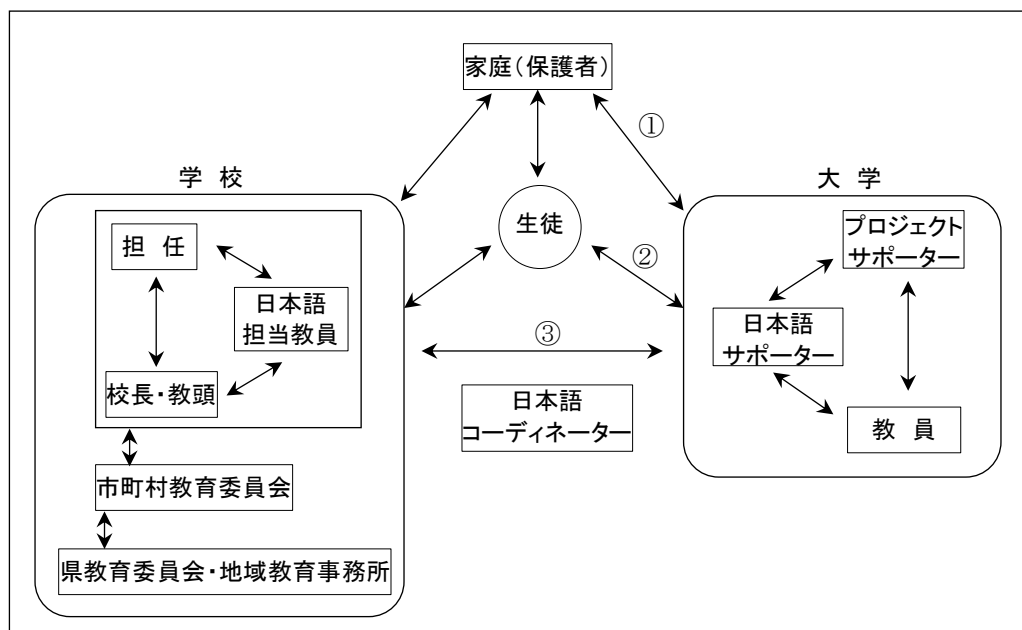 家庭(保護者)
①
学 校
大 学
生徒
②
担 任
日本語
担当教員
校長・教頭
プロジェクト
サポーター
日本語
サポーター
教 員
③
日本語
コーディネーター
市町村教育委員会
県教育委員会・地域教育事務所